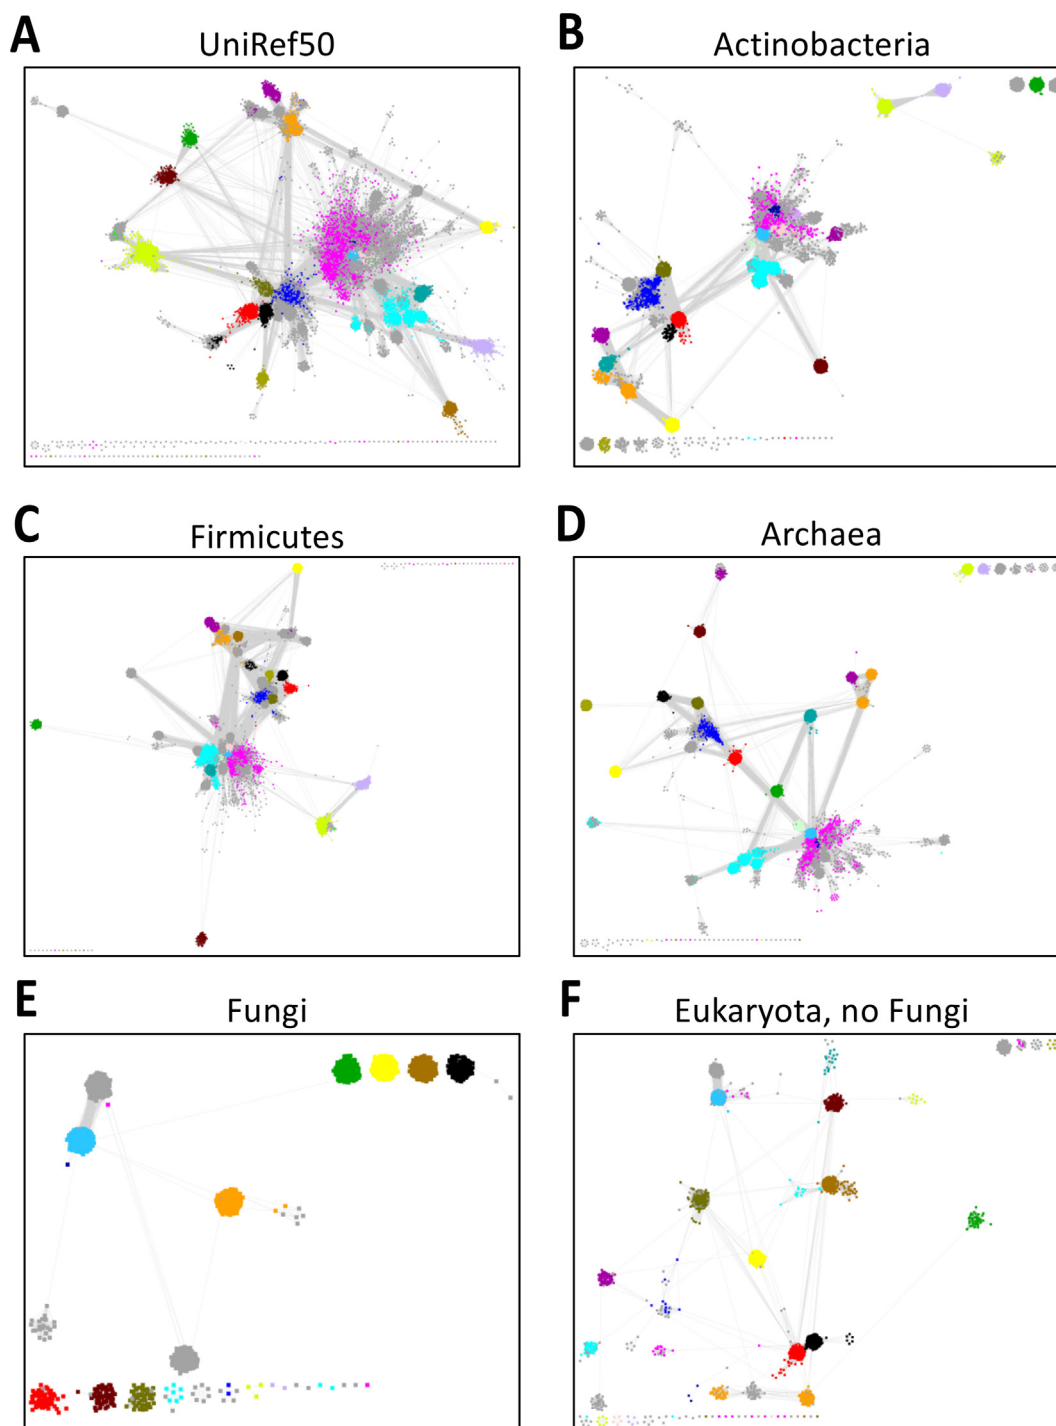 A
UniRef50
B
Actinobacteria
C
Firmicutes
D
Archaea
E
Fungi
F
Eukaryota, no Fungi